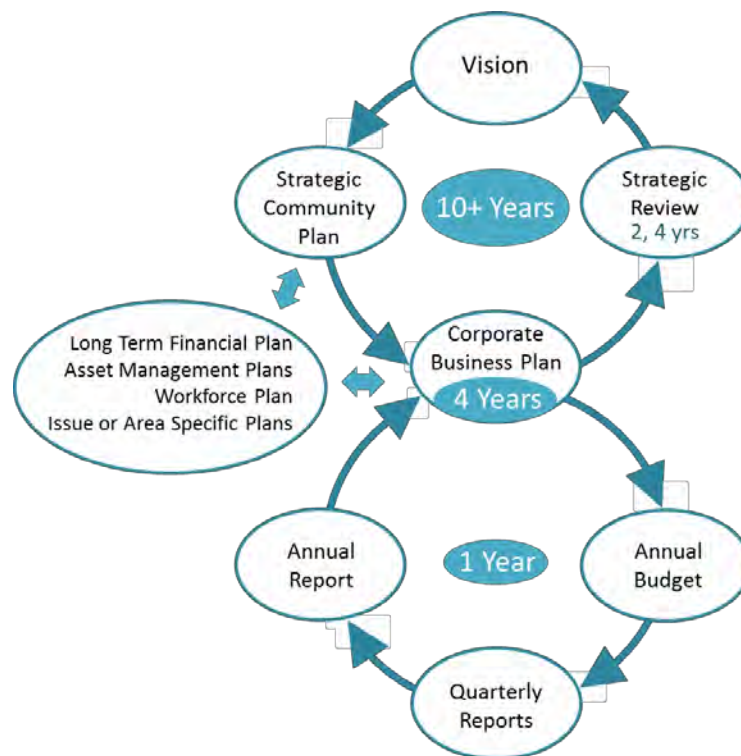 Vision
Strategic
Community
Plan
10+ Years
Strategic
Review
2, 4 yrs
Long Term Financial Plan
Asset Management Plans
Workforce Plan
Issue or Area Specific Plans
Corporate
Business Plan
4 Years
Annual
Report
1 Year
Annual
Budget
Quarterly
Reports